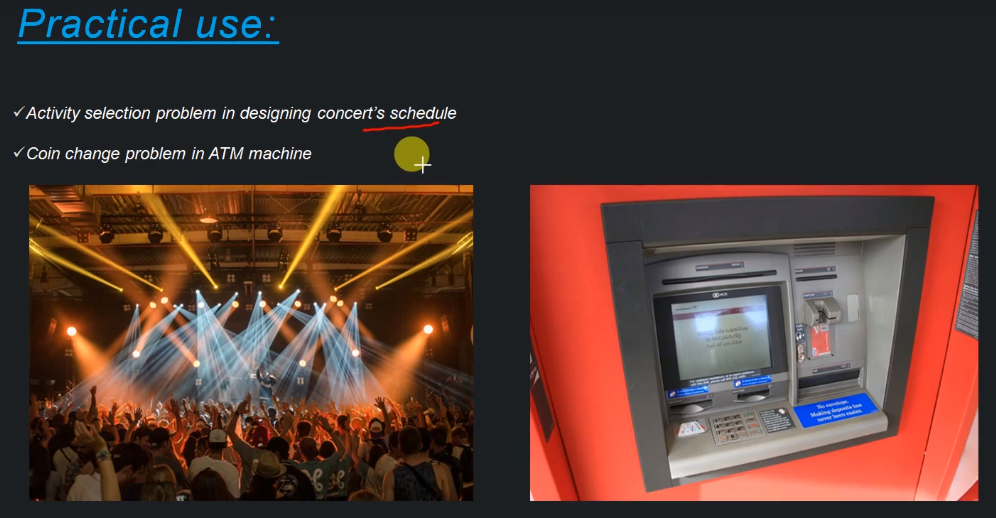 Practical use:
✓Activity selection problem in designing concert's schedule
✓Coin change problem in ATM machine
No envelope.
Making deposits has
never been easier.